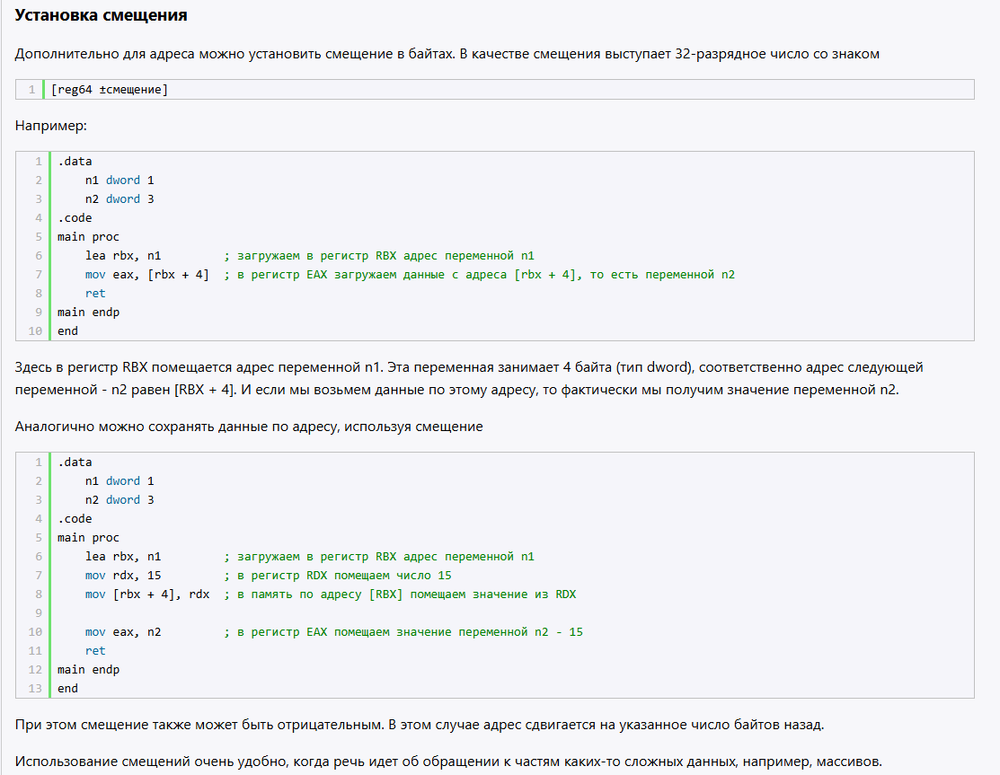 Установка смещения
Дополнительно для адреса можно установить смещение в байтах. В качестве смещения выступает 32-разрядное число со знаком
1 [reg64 ±смещение]
Например:
1 .data
2     n1 dword 1
3     n2 dword 3
4 .code
5 main proc
6     lea rbx, n1         ; загружаем в регистр RBX адрес переменной n1
7     mov eax, [rbx + 4]  ; в регистр EAX загружаем данные с адреса [rbx + 4], то есть переменной n2
8     ret
9 main endp
10 end
Здесь в регистр RBX помещается адрес переменной n1. Эта переменная занимает 4 байта (тип dword), соответственно адрес следующей
переменной - n2 равен [RBX + 4]. И если мы возьмем данные по этому адресу, то фактически мы получим значение переменной n2.
Аналогично можно сохранять данные по адресу, используя смещение
1 .data
2     n1 dword 1
3     n2 dword 3
4 .code
5 main proc
6     lea rbx, n1         ; загружаем в регистр RBX адрес переменной n1
7     mov rdx, 15         ; в регистр RDX помещаем число 15
8     mov [rbx + 4], rdx  ; в память по адресу [RBX] помещаем значение из RDX
9
10     mov eax, n2         ; в регистр EAX помещаем значение переменной n2 - 15
11     ret
12 main endp
13 end
При этом смещение также может быть отрицательным. В этом случае адрес сдвигается на указанное число байтов назад.
Использование смещений очень удобно, когда речь идет об обращении к частям каких-то сложных данных, например, массивов.